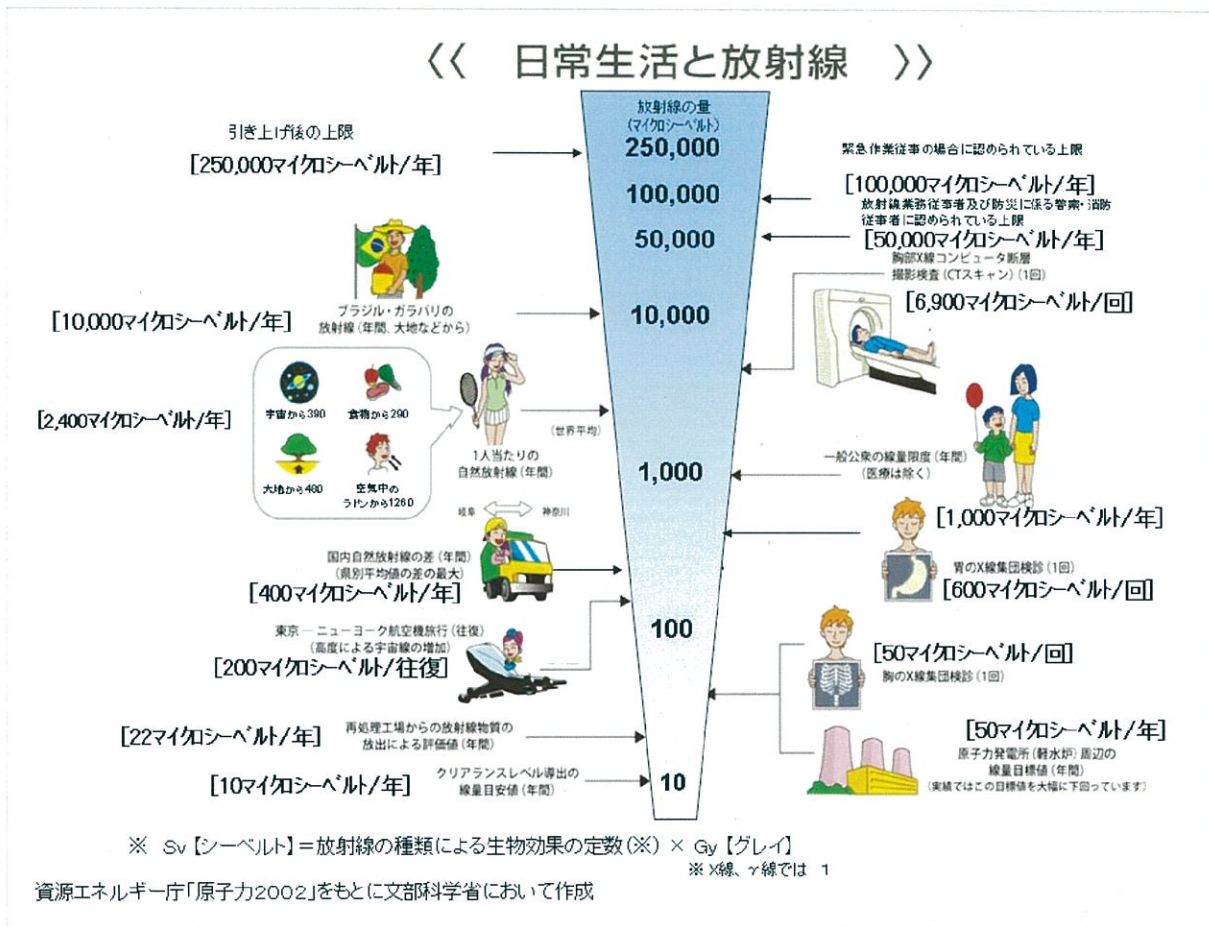 《 日常生活と放射線 》
放射線の量
(マイクロシーベルト)
250,000
100,000
50,000
10,000
1,000
100
10
引き上げ後の上限
[250,000マイクロシーベルト/年]
ブラジル・ガラパリの
放射線(年間、大地などから)
[10,000マイクロシーベルト/年]
宇宙から390
食物から290
大地から480
空気中の
ラドンから1260
[2,400マイクロシーベルト/年]
(世界平均)
1人当たりの
自然放射線(年間)
岐阜
神奈川
国内自然放射線の差(年間)
(県別平均値の差の最大)
[400マイクロシーベルト/年]
東京-ニューヨーク航空機旅行(往復)
(高度による宇宙線の増加)
[200マイクロシーベルト/往復]
[22マイクロシーベルト/年]
再処理工場からの放射線物質の
放出による評価値(年間)
[10マイクロシーベルト/年]
クリアランスレベル導出の
線量目安値(年間)
緊急作業従事の場合に認められている上限
[100,000マイクロシーベルト/年]
放射線業務従事者及び防災に係る警察・消防
従事者に認められている上限
[50,000マイクロシーベルト/年]
胸部X線コンピュータ断層
撮影検査(CTスキャン)(1回)
[6,900マイクロシーベルト/回]
一般公衆の線量限度(年間)
(医療は除く)
[1,000マイクロシーベルト/年]
胃のX線集団検診(1回)
[600マイクロシーベルト/回]
[50マイクロシーベルト/回]
胸のX線集団検診(1回)
[50マイクロシーベルト/年]
原子力発電所(軽水炉)周辺の
線量目標値(年間)
(実績ではこの目標値を大幅に下回っています)
※ Sv【シーベルト】=放射線の種類による生物効果の定数(※) × Gy【グレイ】
※ X線、γ線では 1
資源エネルギー庁「原子力2002」をもとに文部科学省において作成